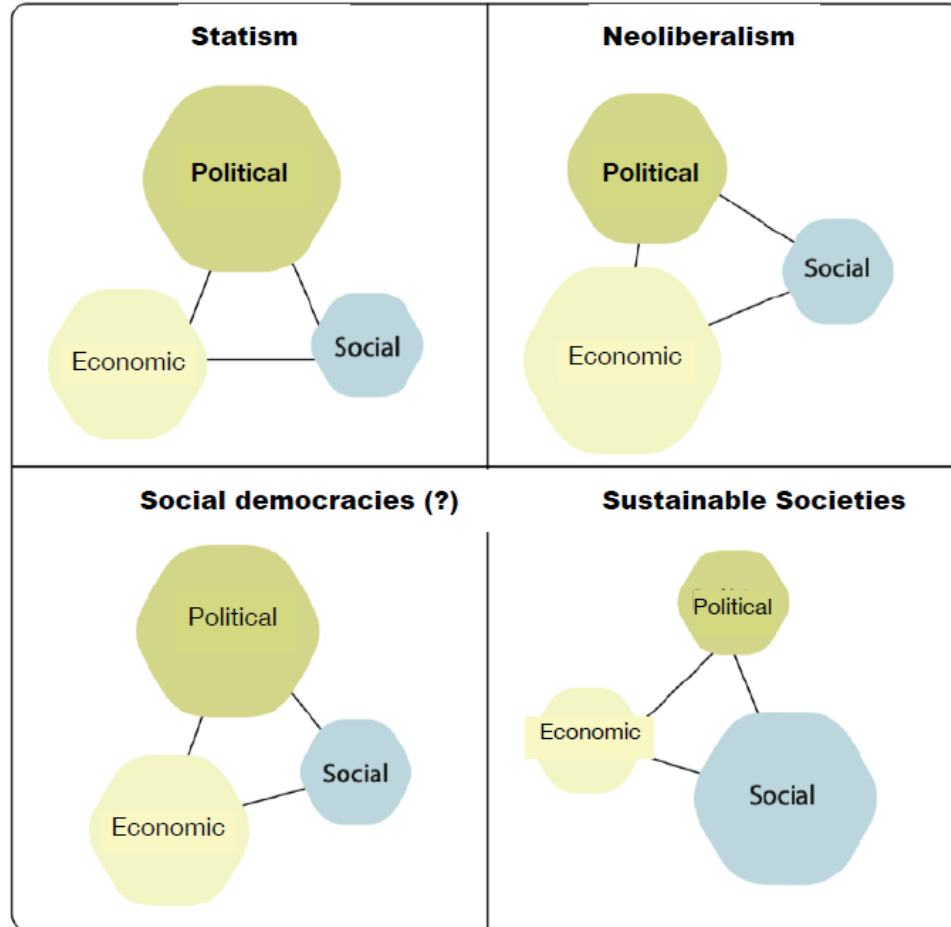 Statism
Neoliberalism
Political
Economic
Social
Political
Social
Economic
Social democracies (?)
Sustainable Societies
Political
Social
Economic
Political
Economic
Social